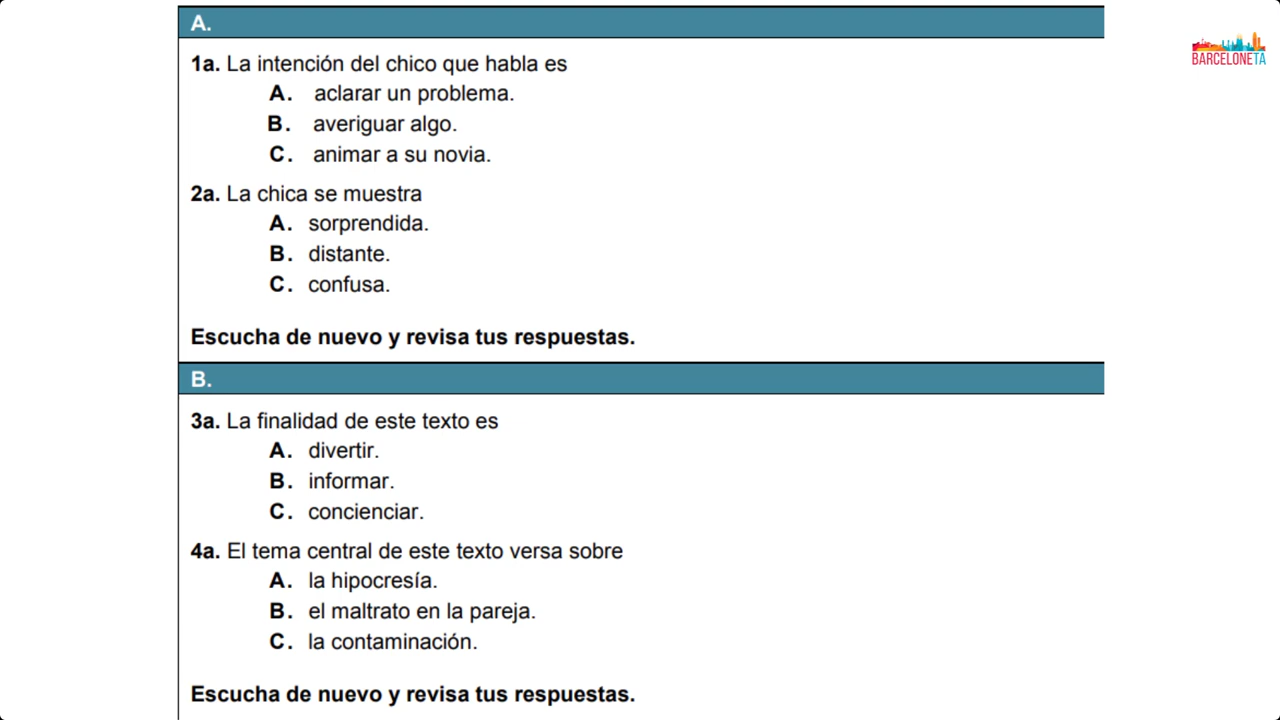 A.
BARCELONETA
1a. La intención del chico que habla es
A. aclarar un problema.
B. averiguar algo.
C. animar a su novia.
2a. La chica se muestra
A. sorprendida.
B. distante.
C. confusa.
Escucha de nuevo y revisa tus respuestas.
B.
3a. La finalidad de este texto es
A. divertir.
B. informar.
C. concienciar.
4a. El tema central de este texto versa sobre
A. la hipocresía.
B. el maltrato en la pareja.
C. la contaminación.
Escucha de nuevo y revisa tus respuestas.